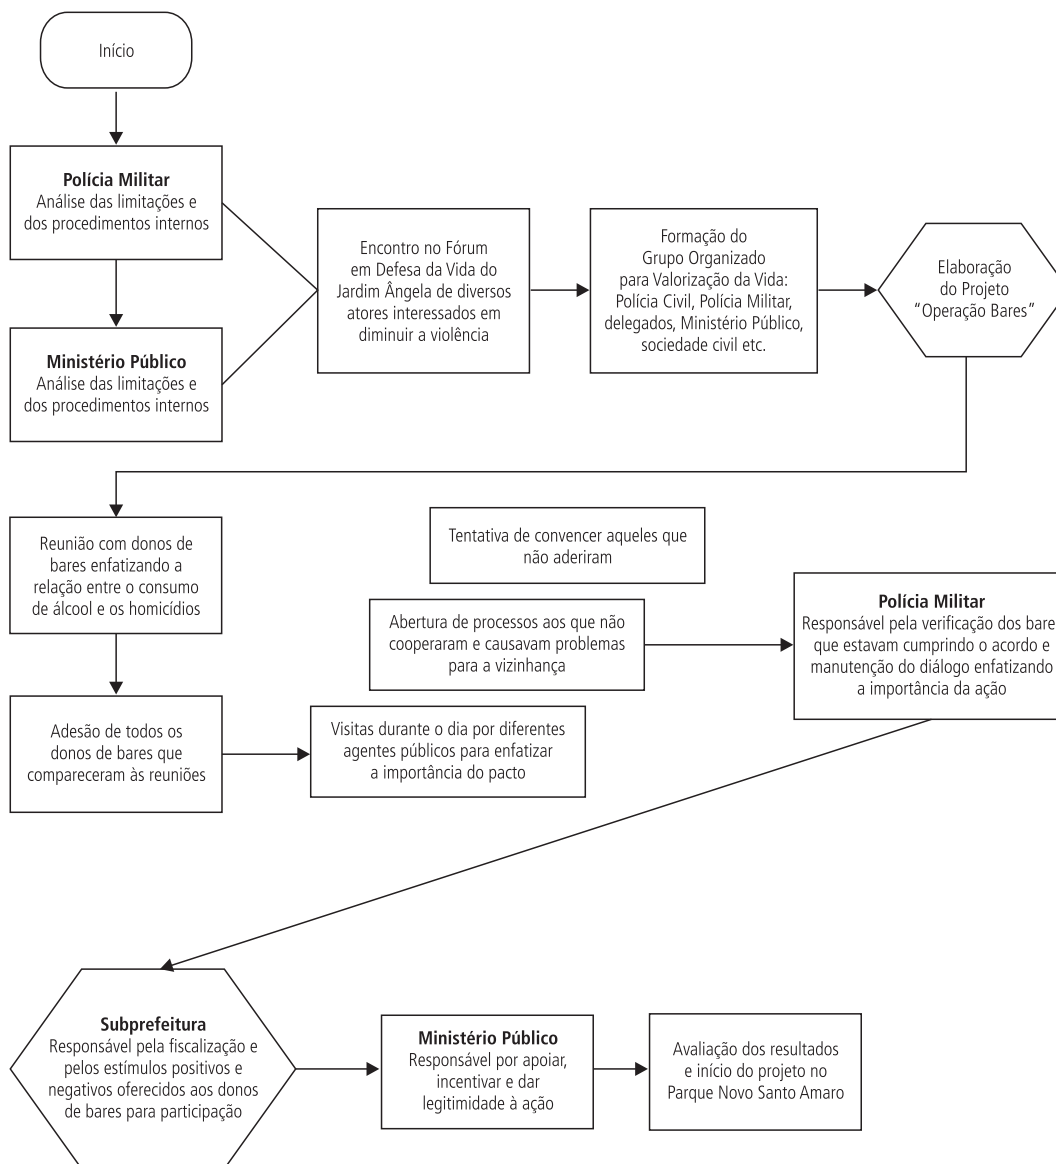 Início
Polícia Militar
Análise das limitações e
dos procedimentos internos
Ministério Público
Análise das limitações e
dos procedimentos internos
Encontro no Fórum
em Defesa da Vida do
Jardim Ângela de diversos
atores interessados em
diminuir a violência
Formação do
Grupo Organizado
para Valorização da Vida:
Polícia Civil, Polícia Militar,
delegados, Ministério Público,
sociedade civil etc.
Elaboração
do Projeto
“Operação Bares”
Reunião com donos de
bares enfatizando a
relação entre o consumo
de álcool e os homicídios
Adesão de todos os
donos de bares que
compareceram às reuniões
Tentativa de convencer aqueles que
não aderiram
Abertura de processos aos que não
cooperaram e causavam problemas
para a vizinhança
Visitas durante o dia por diferentes
agentes públicos para enfatizar
a importância do pacto
Polícia Militar
Responsável pela verificação dos bare
que estavam cumprindo o acordo e
manutenção do diálogo enfatizando
a importância da ação
Subprefeitura
Responsável pela fiscalização e
pelos estímulos positivos e
negativos oferecidos aos donos
de bares para participação
Ministério Público
Responsável por apoiar,
incentivar e dar
legitimidade à ação
Avaliação dos resultados
e início do projeto no
Parque Novo Santo Amaro